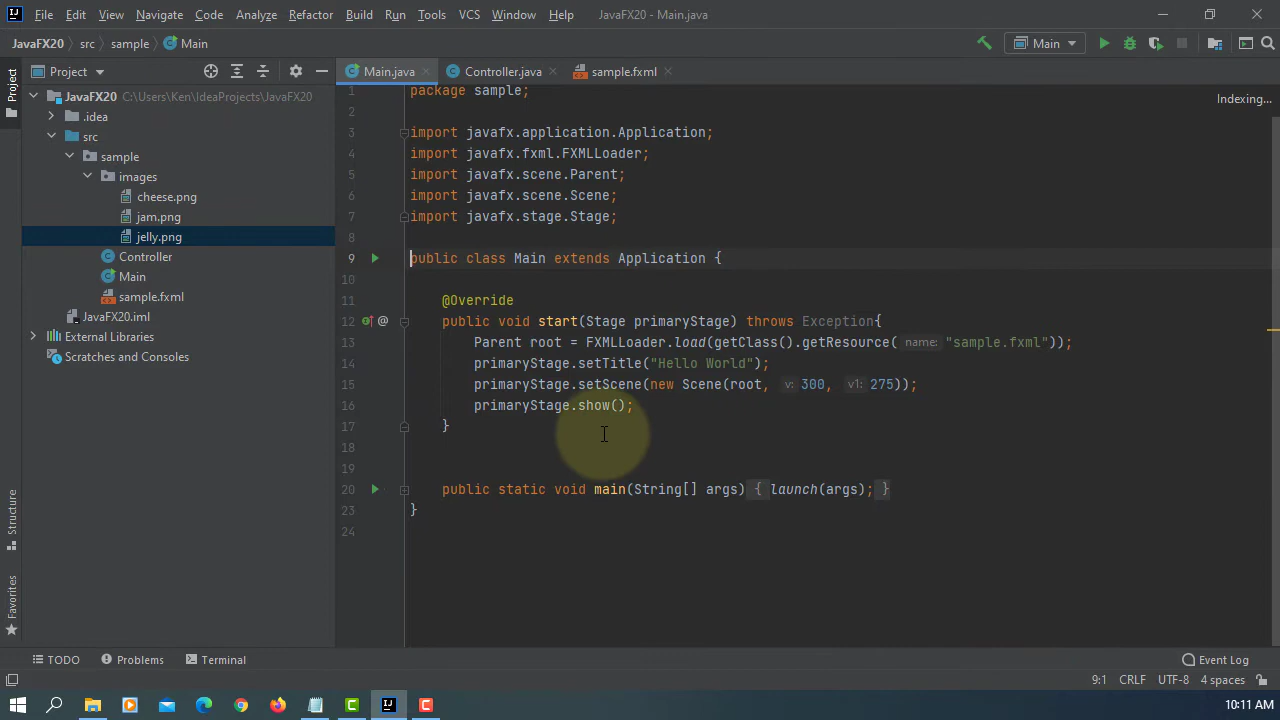 File Edit View Navigate Code Analyze Refactor Build Run Tools VCS Window Help JavaFX20 - Main.java
JavaFX20 src sample Main Main
Project Main.java Controller.java sample.fxml
Project
JavaFX20 C:\Users\Ken\IdeaProjects\JavaFX20
.idea
src
sample
images
cheese.png
jam.png
jelly.png
Controller
Main
sample.fxml
JavaFX20.iml
External Libraries
Scratches and Consoles
Structure
Favorites
Indexing...
1 package sample;
2
3 import javafx.application.Application;
4 import javafx.fxml.FXMLLoader;
5 import javafx.scene.Parent;
6 import javafx.scene.Scene;
7 import javafx.stage.Stage;
8
9 public class Main extends Application {
10
11 @Override
12 public void start(Stage primaryStage) throws Exception{
13 Parent root = FXMLLoader.load(getClass().getResource( name: "sample.fxml"));
14 primaryStage.setTitle("Hello World");
15 primaryStage.setScene(new Scene(root, v: 300, v1: 275));
16 primaryStage.show();
17 }
18
19
20 public static void main(String[] args) { launch(args); }
23 }
24
TODO Problems Terminal Event Log
9:1 CRLF UTF-8 4 spaces
10:11 AM